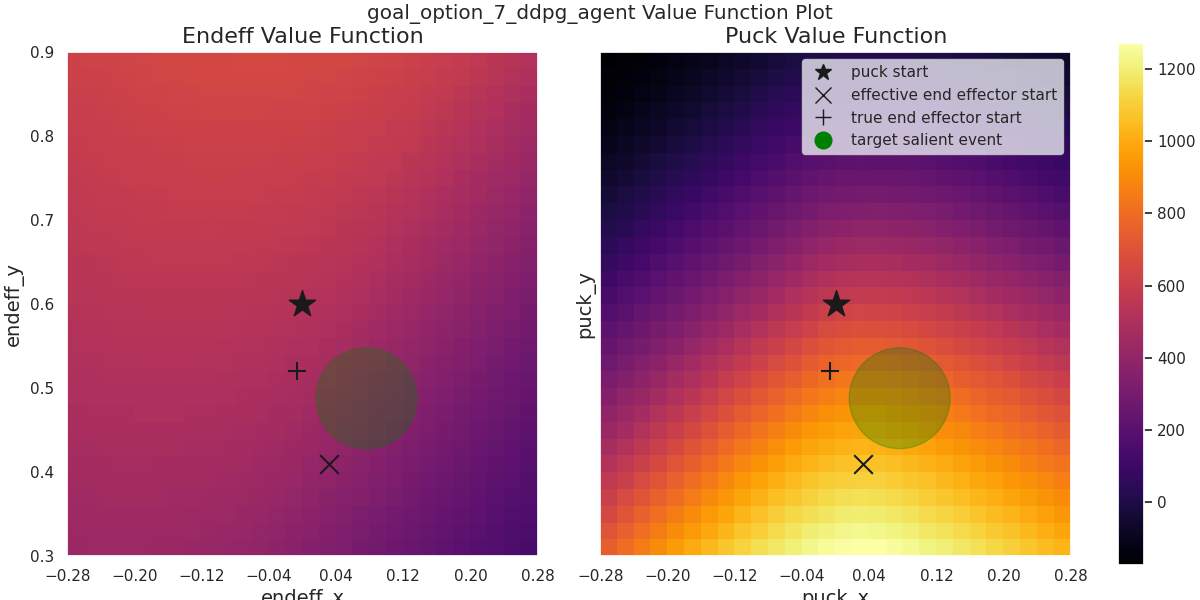 goal_option_7_ddpg_agent Value Function Plot
Endeff Value Function
endeff_y
0.9
0.8
0.7
0.6
0.5
0.4
0.3
−0.28 −0.20 −0.12 −0.04 0.04 0.12 0.20 0.28
endeff_x
Puck Value Function
puck start
effective end effector start
true end effector start
target salient event
puck_y
−0.28 −0.20 −0.12 −0.04 0.04 0.12 0.20 0.28
puck_x
1200
1000
800
600
400
200
0